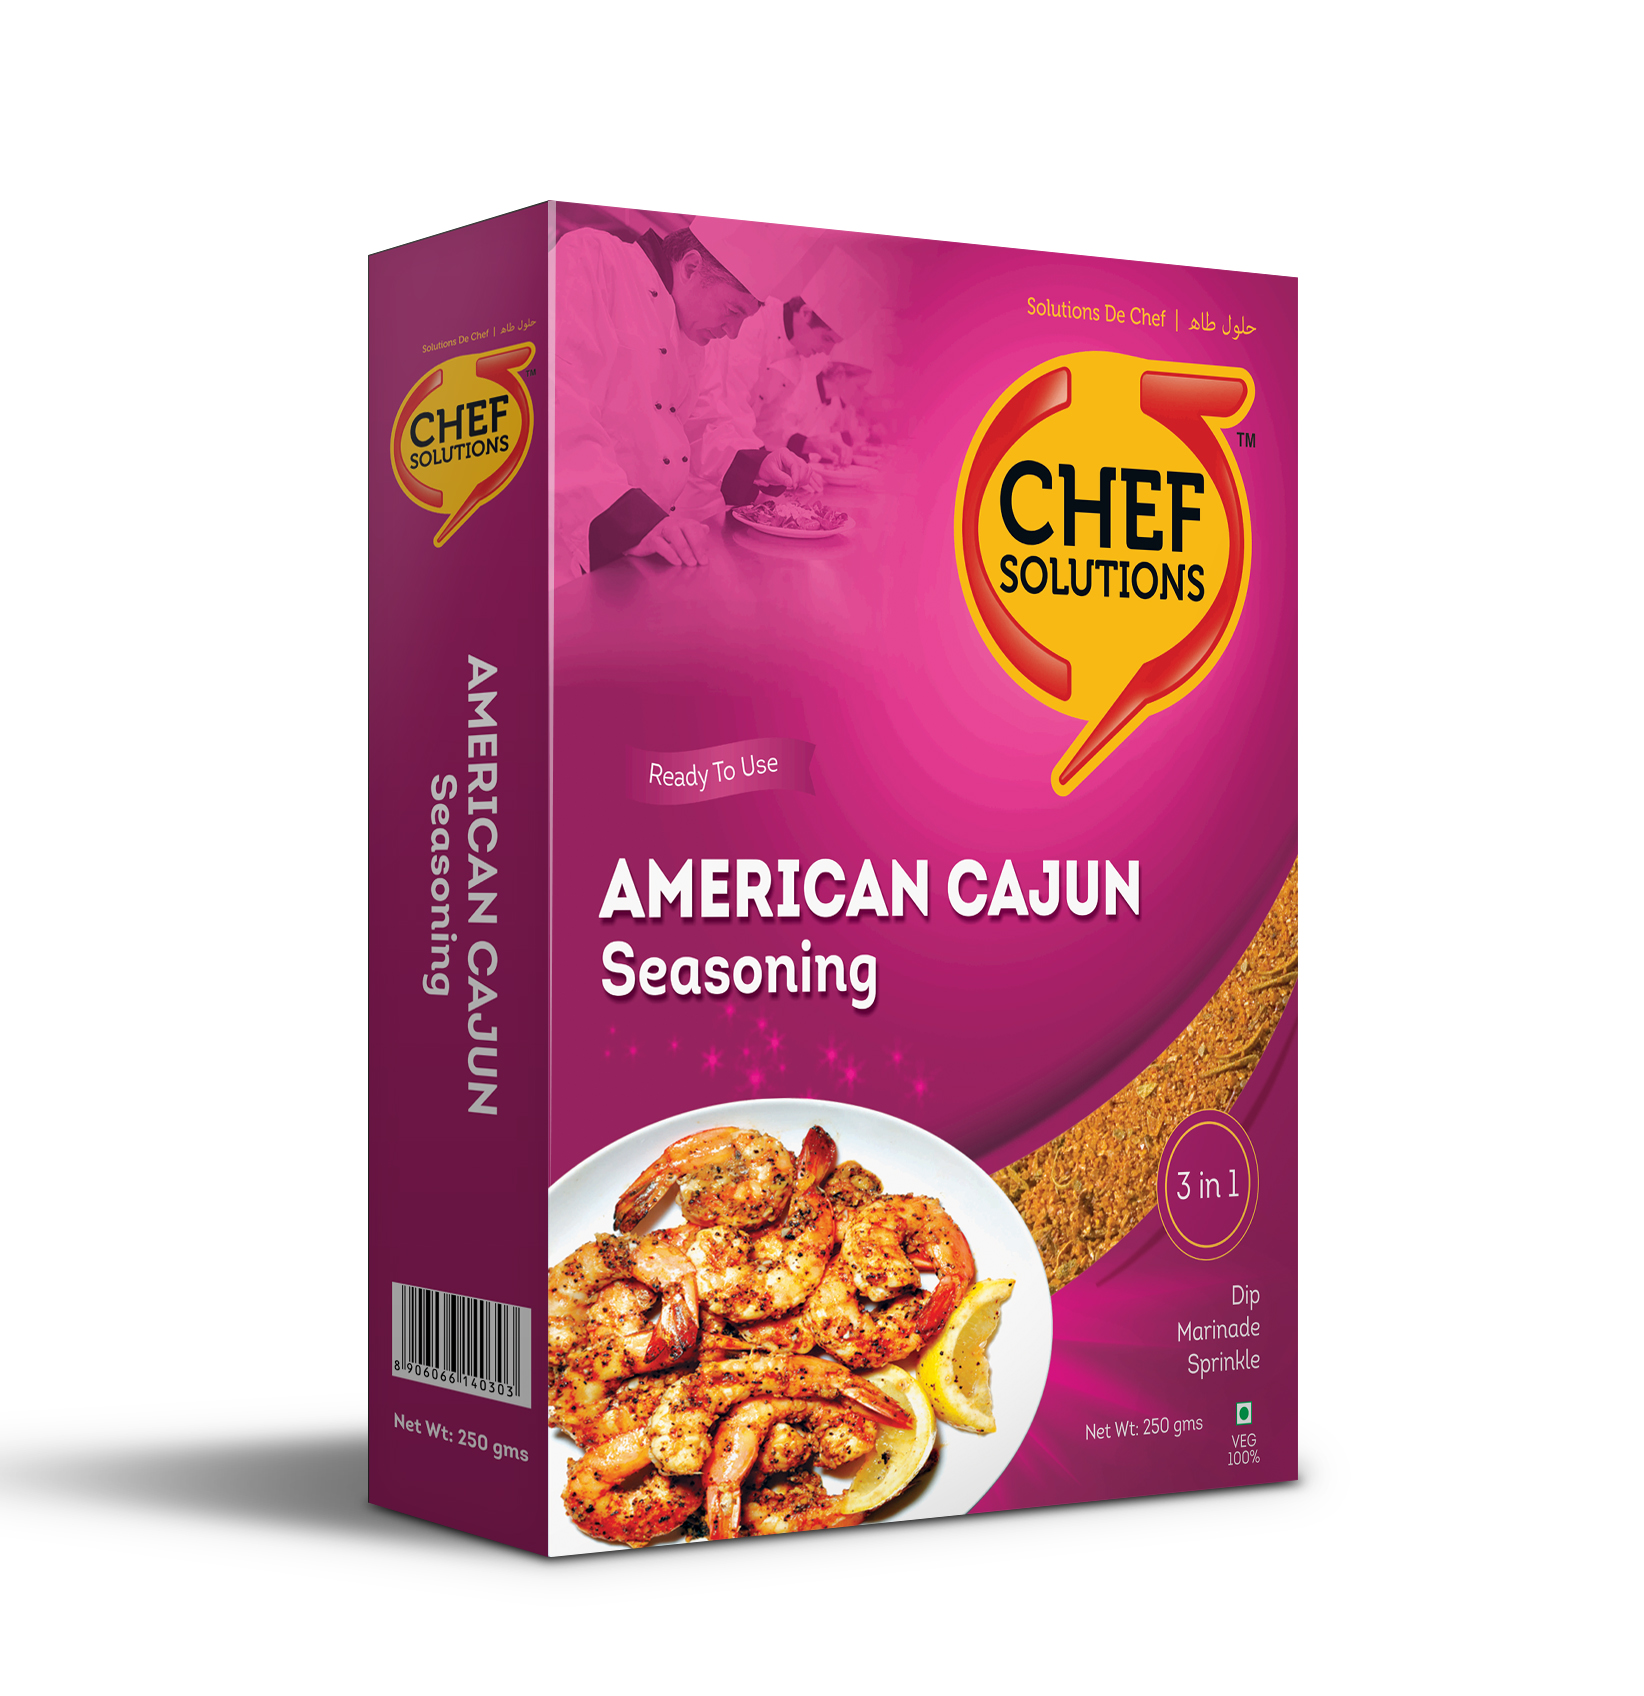 Solutions De Chef | حلول طاه
CHEF
SOLUTIONS
TM
AMERICAN CAJUN
Seasoning
8 906066 140303
Net Wt: 250 gms
Solutions De Chef | حلول طاه
CHEF
SOLUTIONS
TM
Ready To Use
AMERICAN CAJUN
Seasoning
3 in 1
Dip
Marinade
Sprinkle
Net Wt: 250 gms
VEG
100%